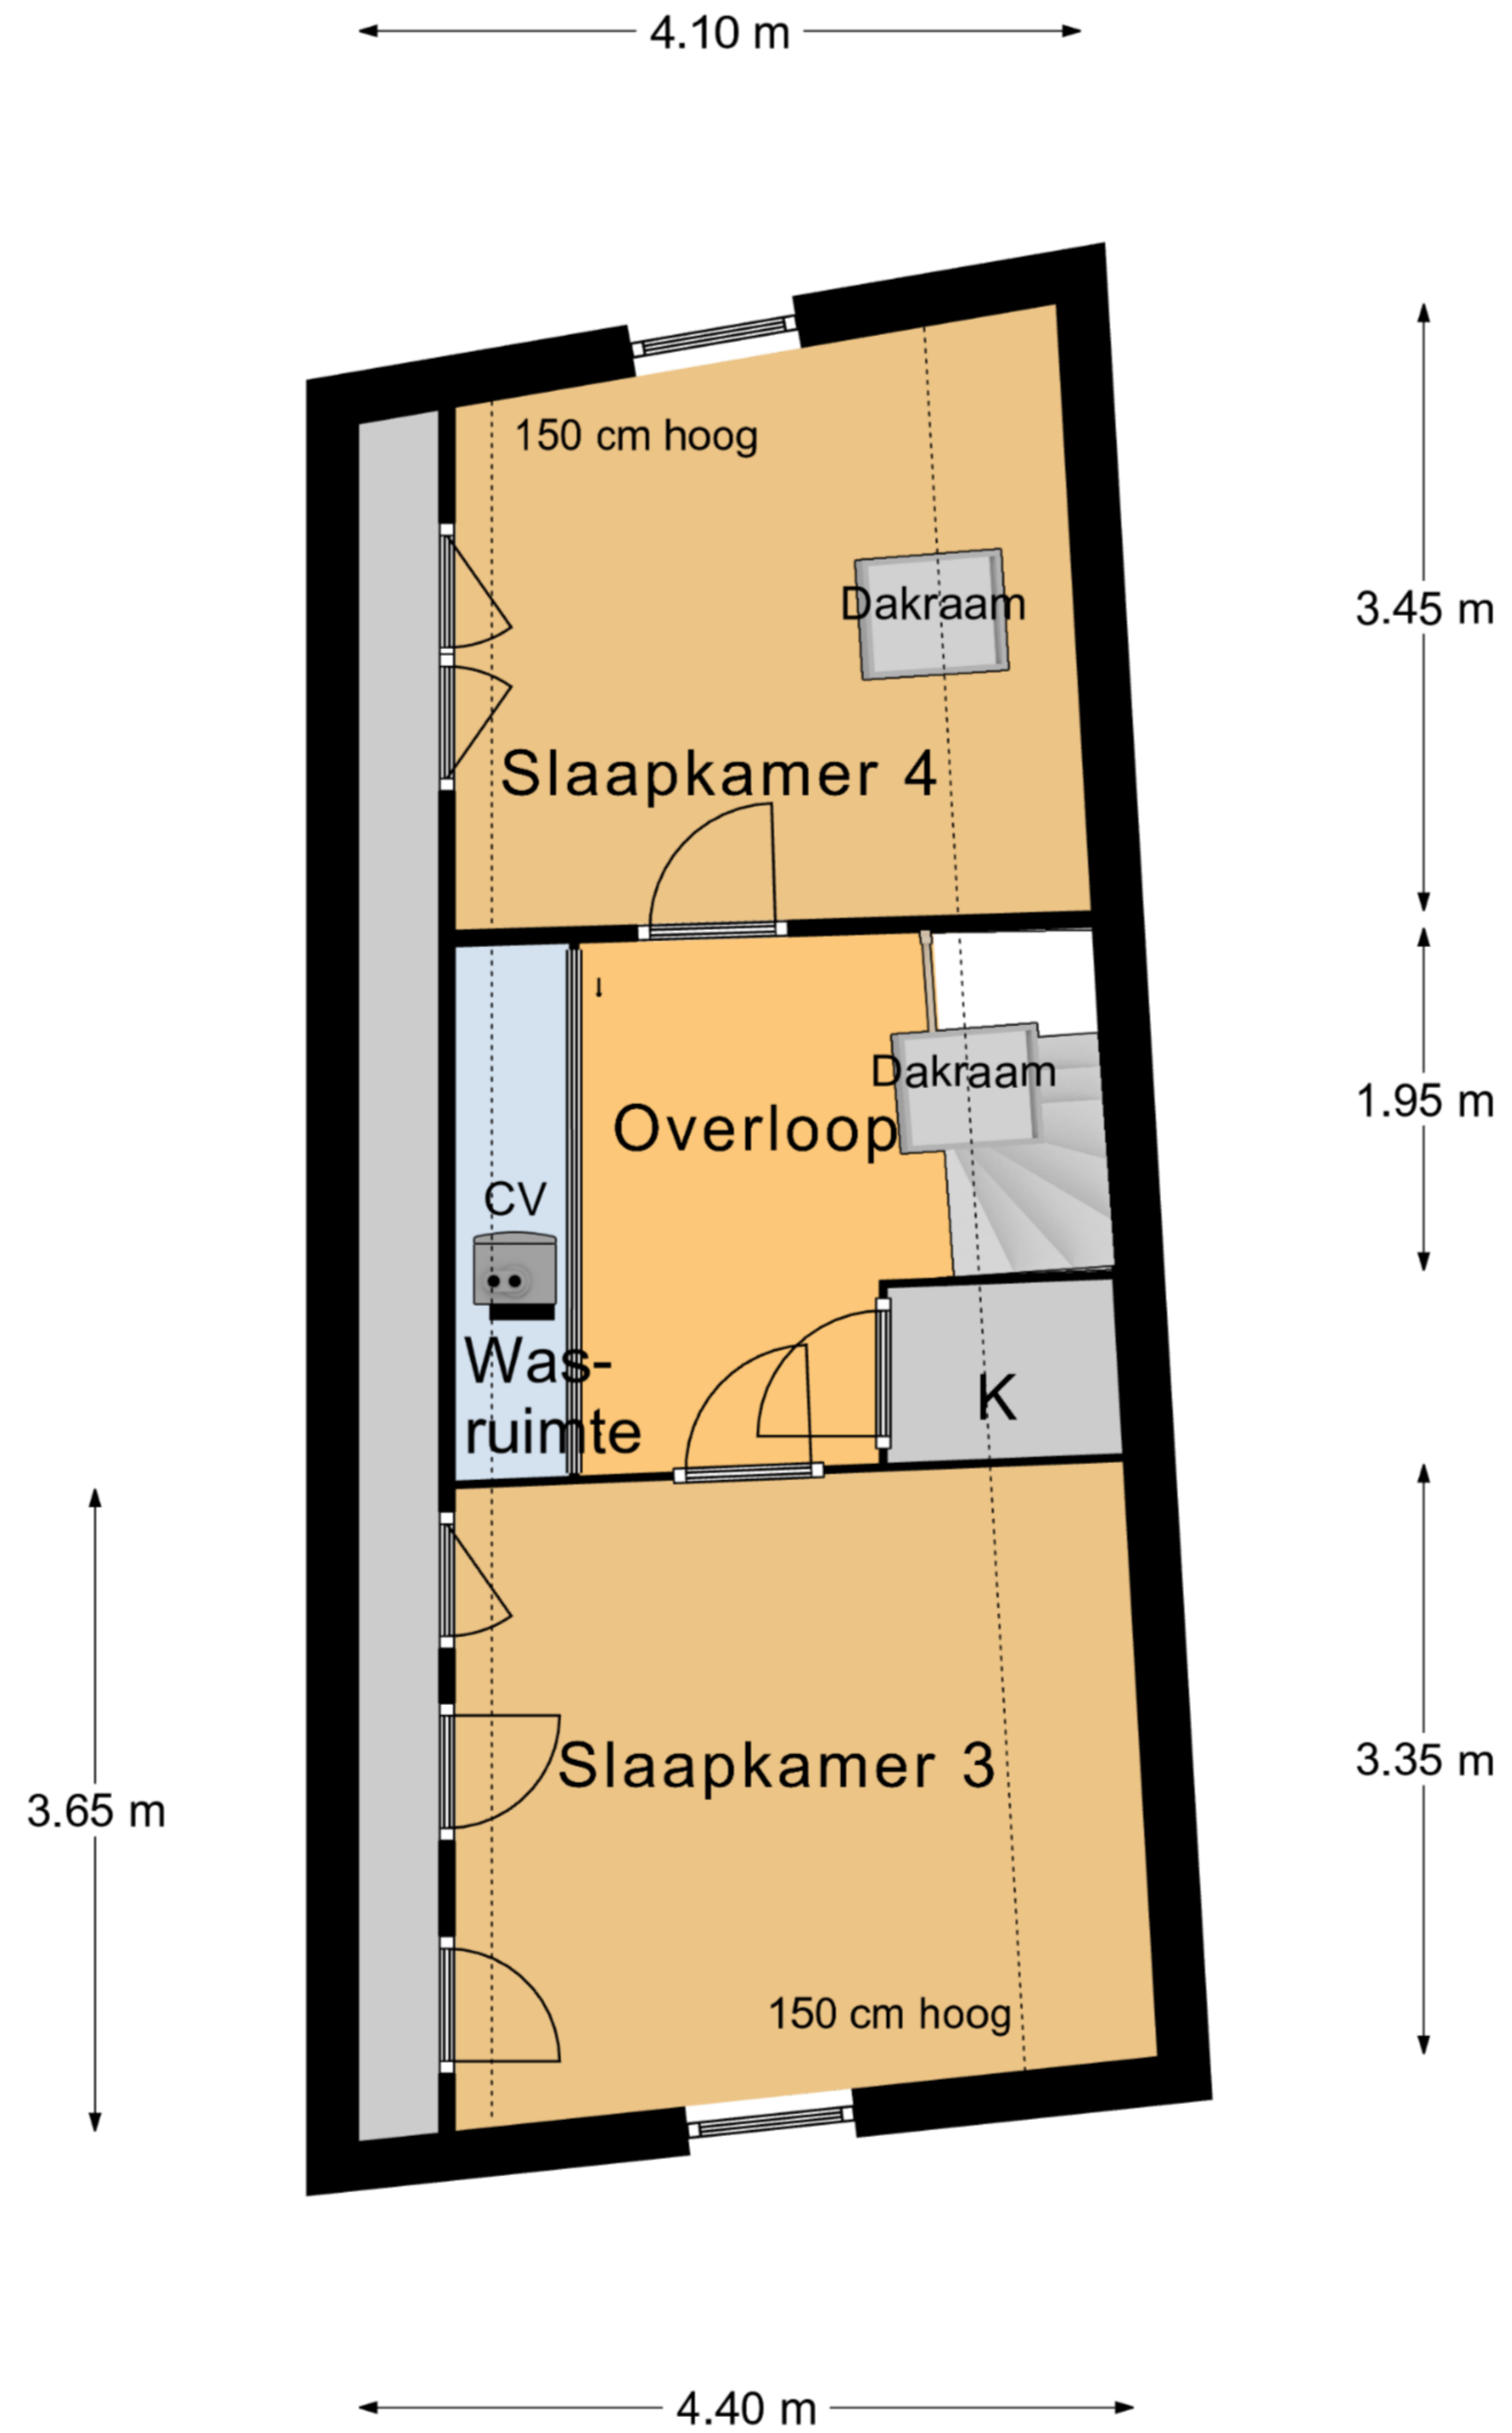 4.10 m
150 cm hoog
Dakraam
3.45 m
Slaapkamer 4
Dakraam
1.95 m
Overloop
CV
Was-
ruimte
K
Slaapkamer 3
3.35 m
3.65 m
150 cm hoog
4.40 m